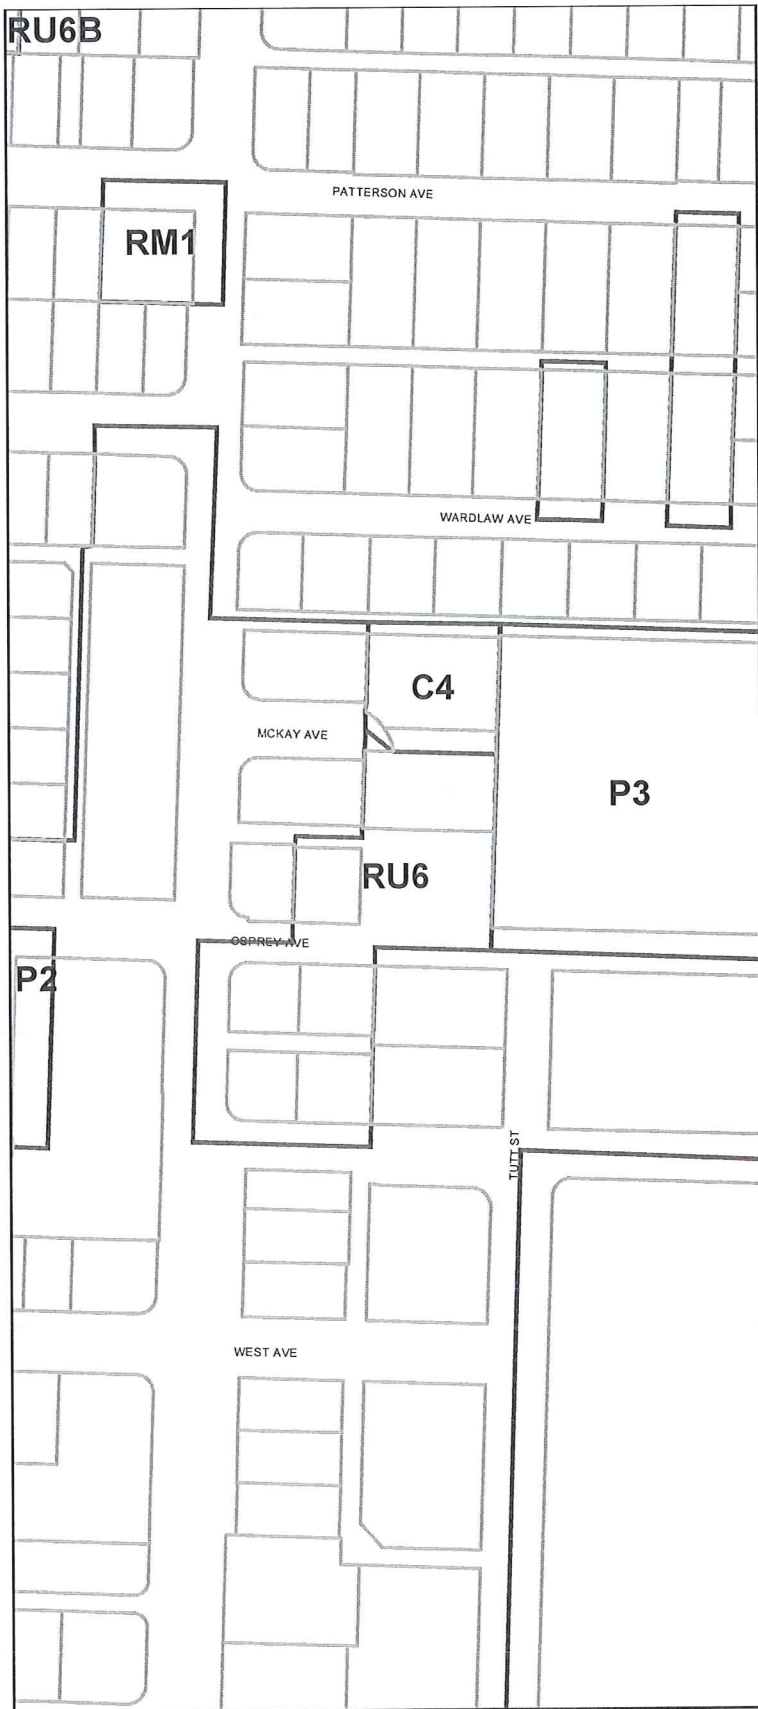 RU6B
PATTERSON AVE
RM1
WARDLAW AVE
C4
MCKAY AVE
P3
RU6
OSPREY AVE
P2
TUTT ST
WEST AVE